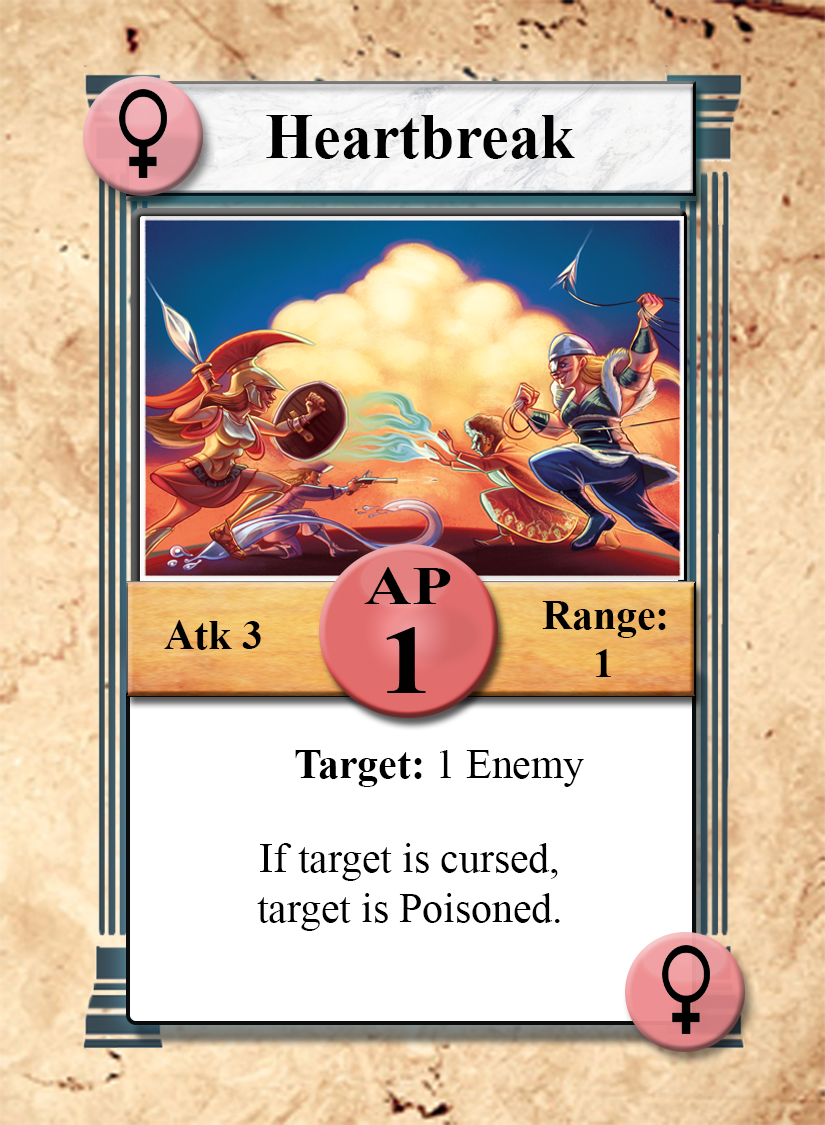 Heartbreak
Atk 3
AP
1
Range:
1
Target: 1 Enemy
If target is cursed,
target is Poisoned.